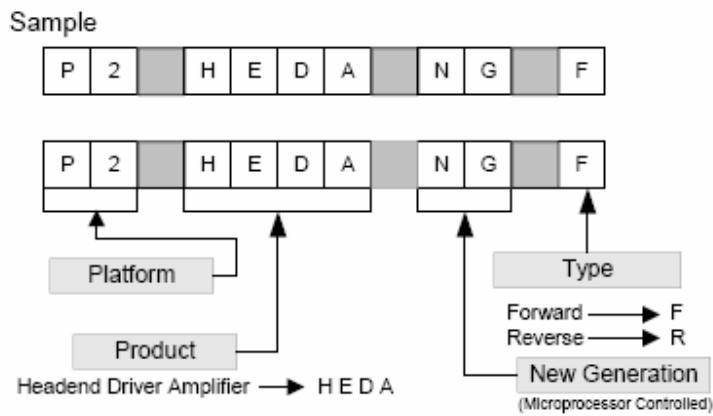 Sample
P 2 H E D A N G F
P 2 H E D A N G F
Platform
Type
Forward F
Reverse R
Product
Headend Driver Amplifier H E D A
New Generation
(Microprocessor Controlled)